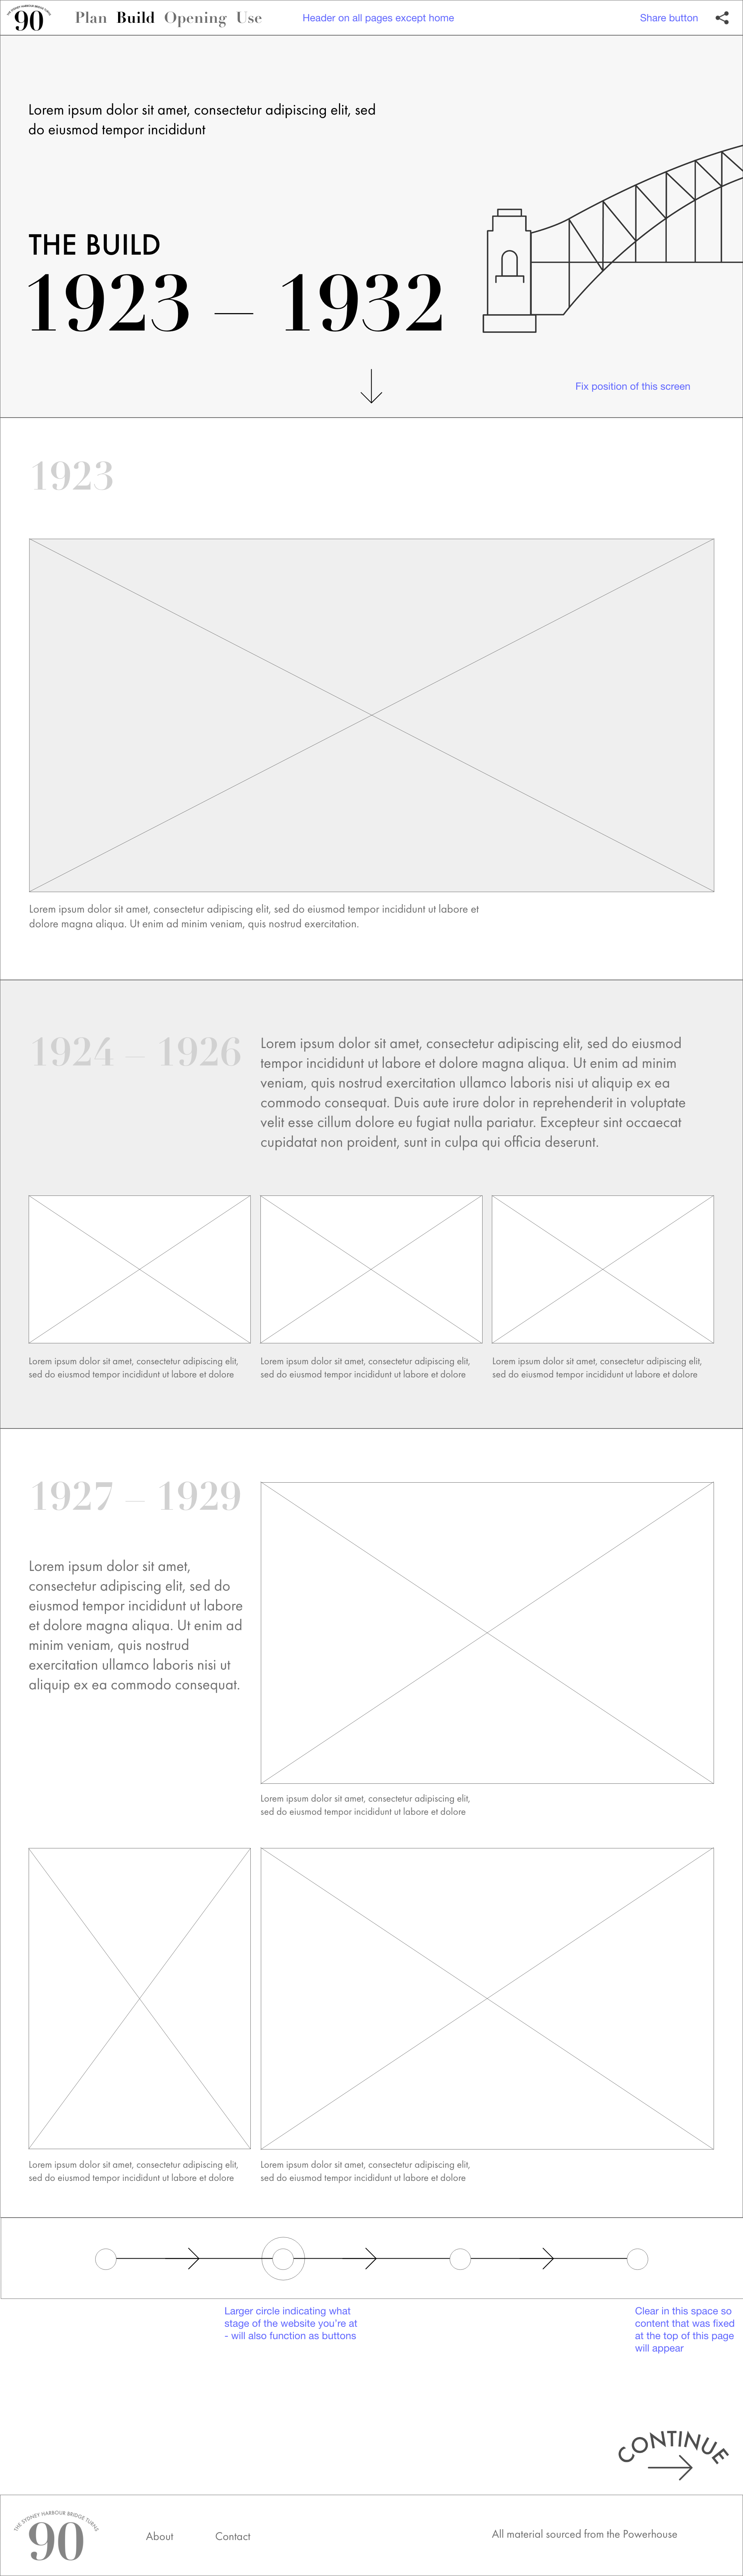 THE SYDNEY HARBOUR BRIDGE TURNS
90
Plan Build Opening Use
Header on all pages except home
Share button
Lorem ipsum dolor sit amet, consectetur adipiscing elit, sed
do eiusmod tempor incididunt
THE BUILD
1923 – 1932
Fix position of this screen
1923
Lorem ipsum dolor sit amet, consectetur adipiscing elit, sed do eiusmod tempor incididunt ut labore et
dolore magna aliqua. Ut enim ad minim veniam, quis nostrud exercitation.
1924 – 1926
Lorem ipsum dolor sit amet, consectetur adipiscing elit, sed do eiusmod
tempor incididunt ut labore et dolore magna aliqua. Ut enim ad minim
veniam, quis nostrud exercitation ullamco laboris nisi ut aliquip ex ea
commodo consequat. Duis aute irure dolor in reprehenderit in voluptate
velit esse cillum dolore eu fugiat nulla pariatur. Excepteur sint occaecat
cupidatat non proident, sunt in culpa qui officia deserunt.
Lorem ipsum dolor sit amet, consectetur adipiscing elit,
sed do eiusmod tempor incididunt ut labore et dolore
Lorem ipsum dolor sit amet, consectetur adipiscing elit,
sed do eiusmod tempor incididunt ut labore et dolore
Lorem ipsum dolor sit amet, consectetur adipiscing elit,
sed do eiusmod tempor incididunt ut labore et dolore
1927 – 1929
Lorem ipsum dolor sit amet,
consectetur adipiscing elit, sed do
eiusmod tempor incididunt ut labore
et dolore magna aliqua. Ut enim ad
minim veniam, quis nostrud
exercitation ullamco laboris nisi ut
aliquip ex ea commodo consequat.
Lorem ipsum dolor sit amet, consectetur adipiscing elit,
sed do eiusmod tempor incididunt ut labore et dolore
Lorem ipsum dolor sit amet, consectetur adipiscing elit,
sed do eiusmod tempor incididunt ut labore et dolore
Lorem ipsum dolor sit amet, consectetur adipiscing elit,
sed do eiusmod tempor incididunt ut labore et dolore
Larger circle indicating what
stage of the website you're at
- will also function as buttons
Clear in this space so
content that was fixed
at the top of this page
will appear
CONTINUE
THE SYDNEY HARBOUR BRIDGE TURNS
90
About
Contact
All material sourced from the Powerhouse